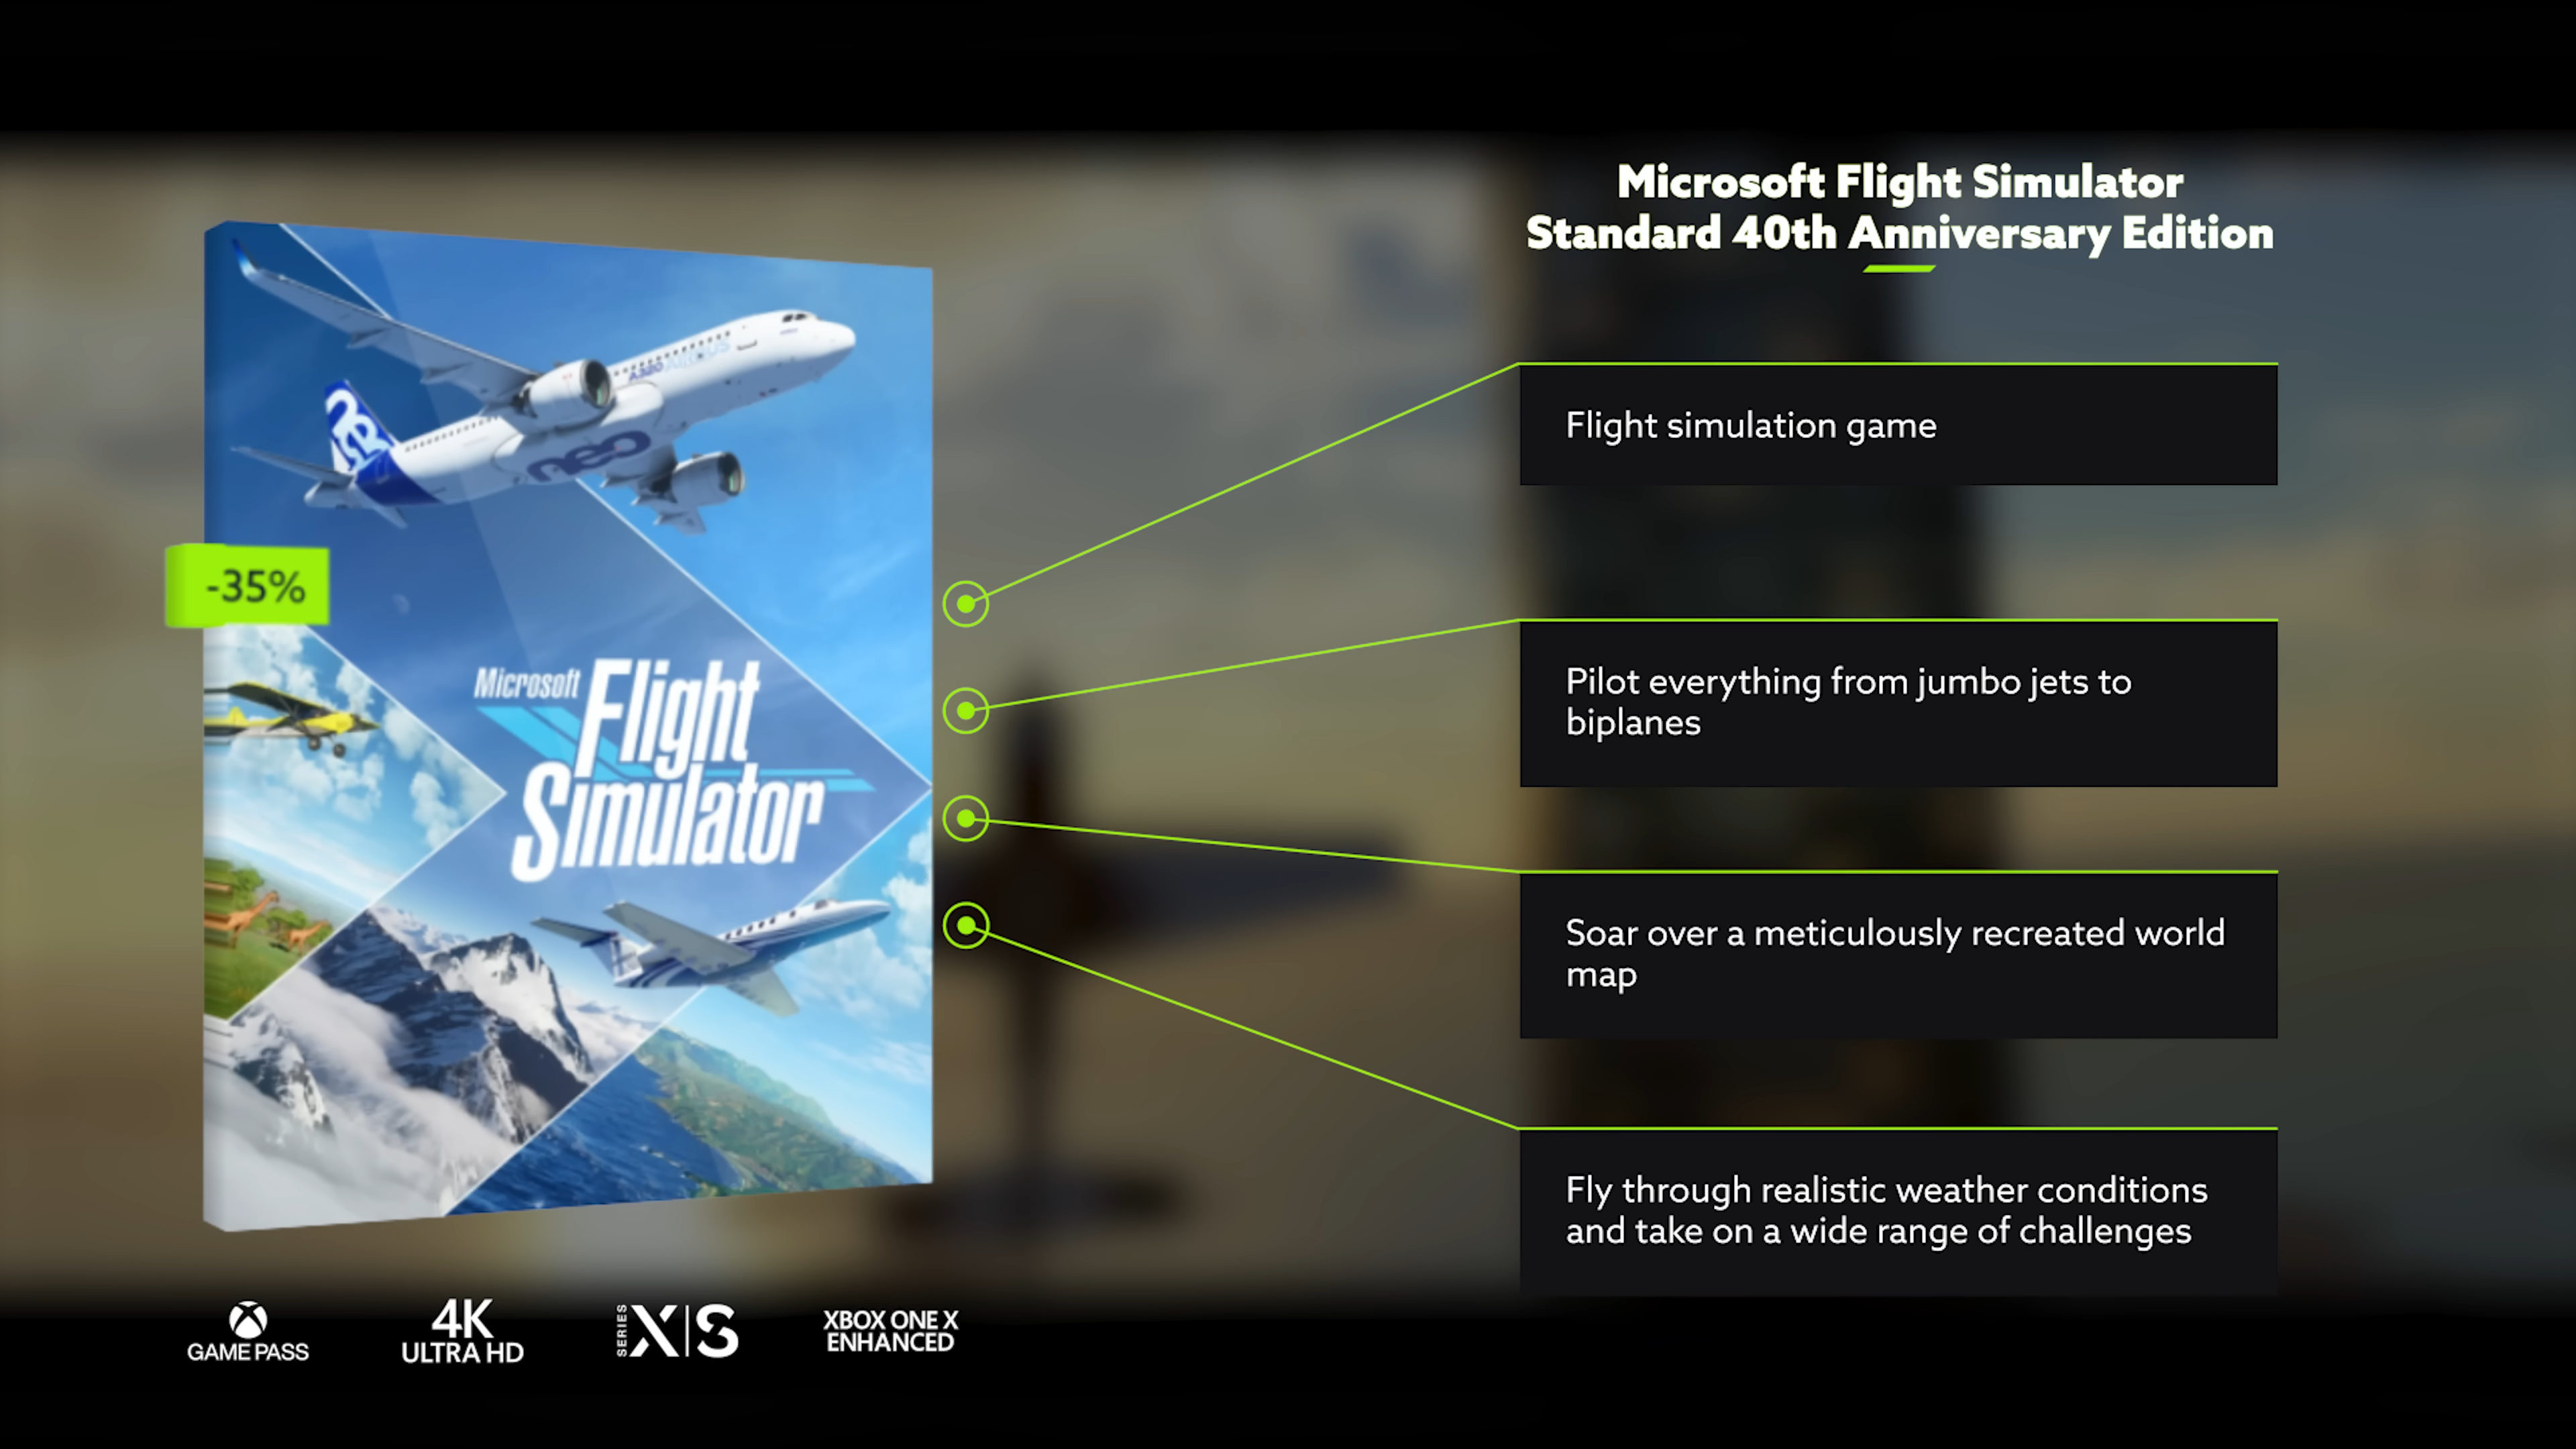 Microsoft Flight Simulator
Standard 40th Anniversary Edition
A320
neo
-35%
Microsoft
Flight
Simulator
Flight simulation game
Pilot everything from jumbo jets to
biplanes
Soar over a meticulously recreated world
map
Fly through realistic weather conditions
and take on a wide range of challenges
GAME PASS
4K
ULTRA HD
SERIES
X|S
XBOX ONE X
ENHANCED